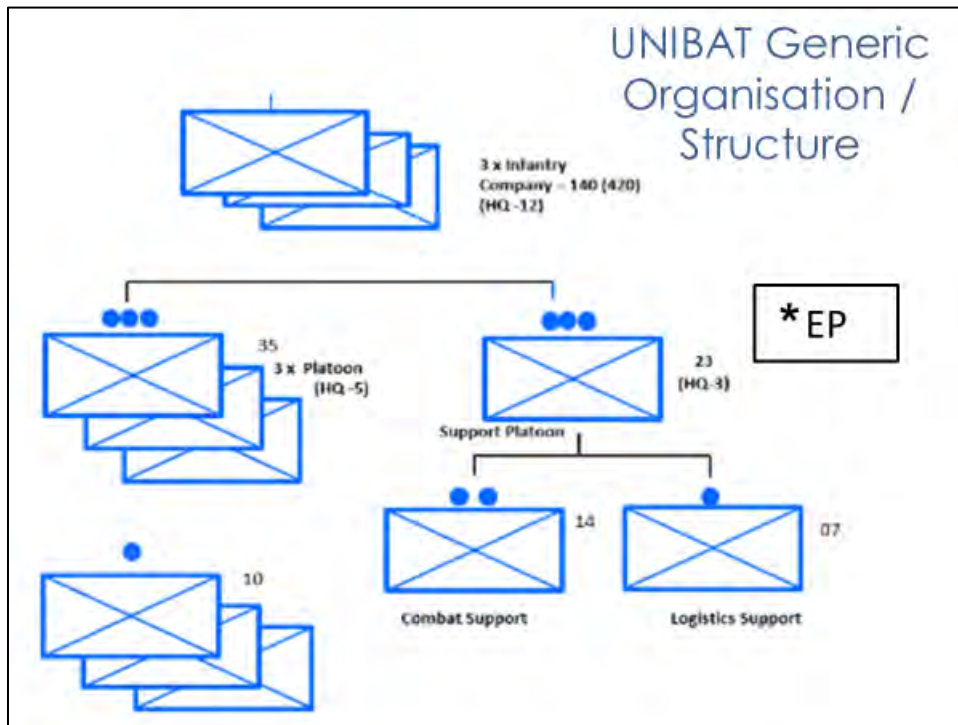 UNIBAT Generic
Organisation /
Structure
3 x Infantry
Company – 140 (420)
(HQ -12)
*EP
35
3 x Platoon
(HQ -5)
23
(HQ-3)
Support Platoon
14
07
10
Combat Support
Logistics Support